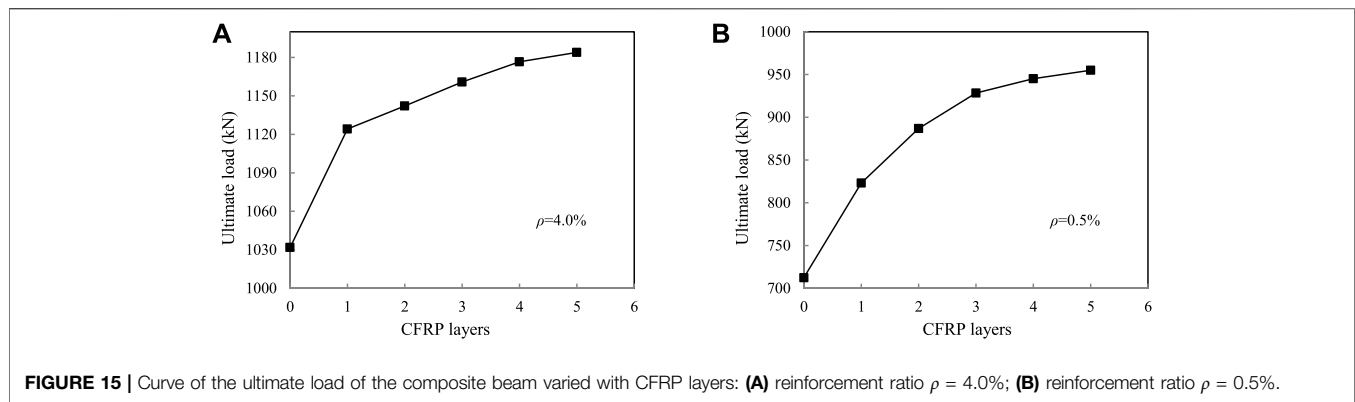 A
Ultimate load (kN)
1180
1150
1120
1090
1060
1030
1000
0 1 2 3 4 5 6
CFRP layers
ρ=4.0%
B
Ultimate load (kN)
1000
950
900
850
800
750
700
0 1 2 3 4 5 6
CFRP layers
ρ=0.5%
FIGURE 15 | Curve of the ultimate load of the composite beam varied with CFRP layers: (A) reinforcement ratio ρ = 4.0%; (B) reinforcement ratio ρ = 0.5%.